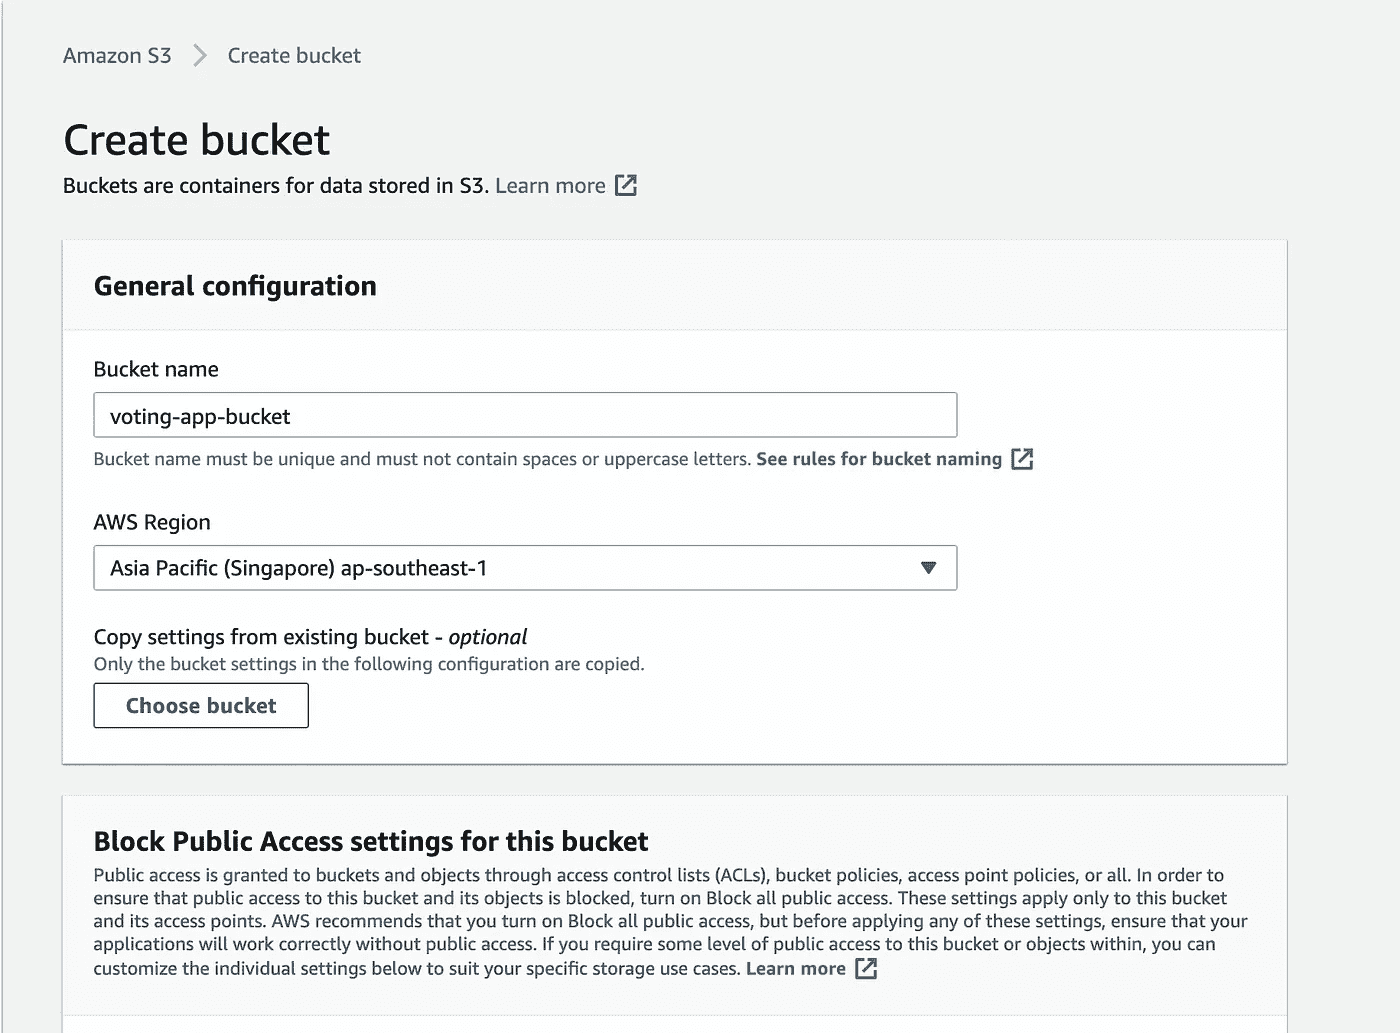 Amazon S3 > Create bucket
Create bucket
Buckets are containers for data stored in S3. Learn more
General configuration
Bucket name
voting-app-bucket
Bucket name must be unique and must not contain spaces or uppercase letters. See rules for bucket naming
AWS Region
Asia Pacific (Singapore) ap-southeast-1
Copy settings from existing bucket - optional
Only the bucket settings in the following configuration are copied.
Choose bucket
Block Public Access settings for this bucket
Public access is granted to buckets and objects through access control lists (ACLs), bucket policies, access point policies, or all. In order to
ensure that public access to this bucket and its objects is blocked, turn on Block all public access. These settings apply only to this bucket
and its access points. AWS recommends that you turn on Block all public access, but before applying any of these settings, ensure that your
applications will work correctly without public access. If you require some level of public access to this bucket or objects within, you can
customize the individual settings below to suit your specific storage use cases. Learn more